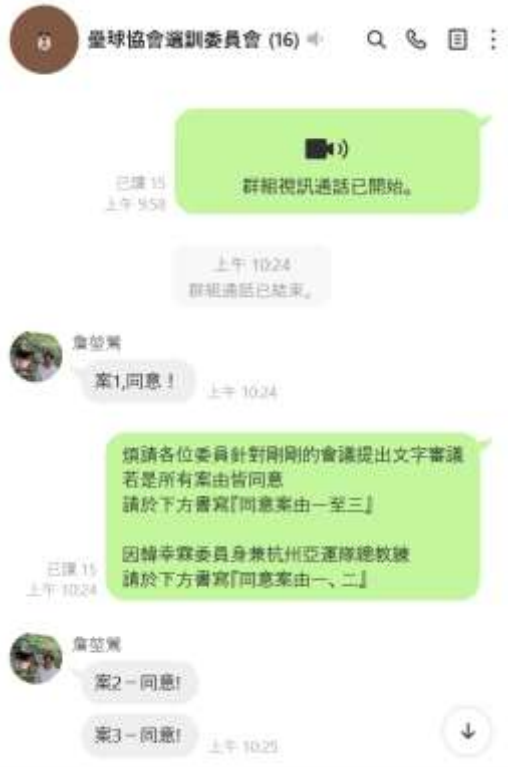 壘球協會選訓委員會 (16)
群組視訊通話已開始。
已讀 15
上午 9:58
上午 10:24
群組通話已結束。
詹堃鶯
案1,同意！
上午 10:24
煩請各位委員針對剛剛的會議提出文字審議
若是所有案由皆同意
請於下方書寫『同意案由一至三』
因韓幸霖委員身兼杭州亞運隊總教練
請於下方書寫『同意案由一、二』
已讀 15
上午 10:24
詹堃鶯
案2－同意!
案3－同意!
上午 10:25